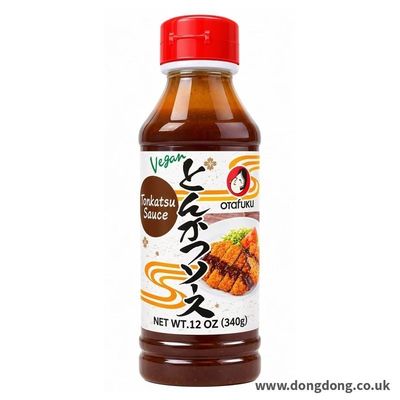 Vegan
Tonkatsu
Sauce
とんかつソース
OTAFUKU
NET WT.12 OZ (340g)
www.dongdong.co.uk